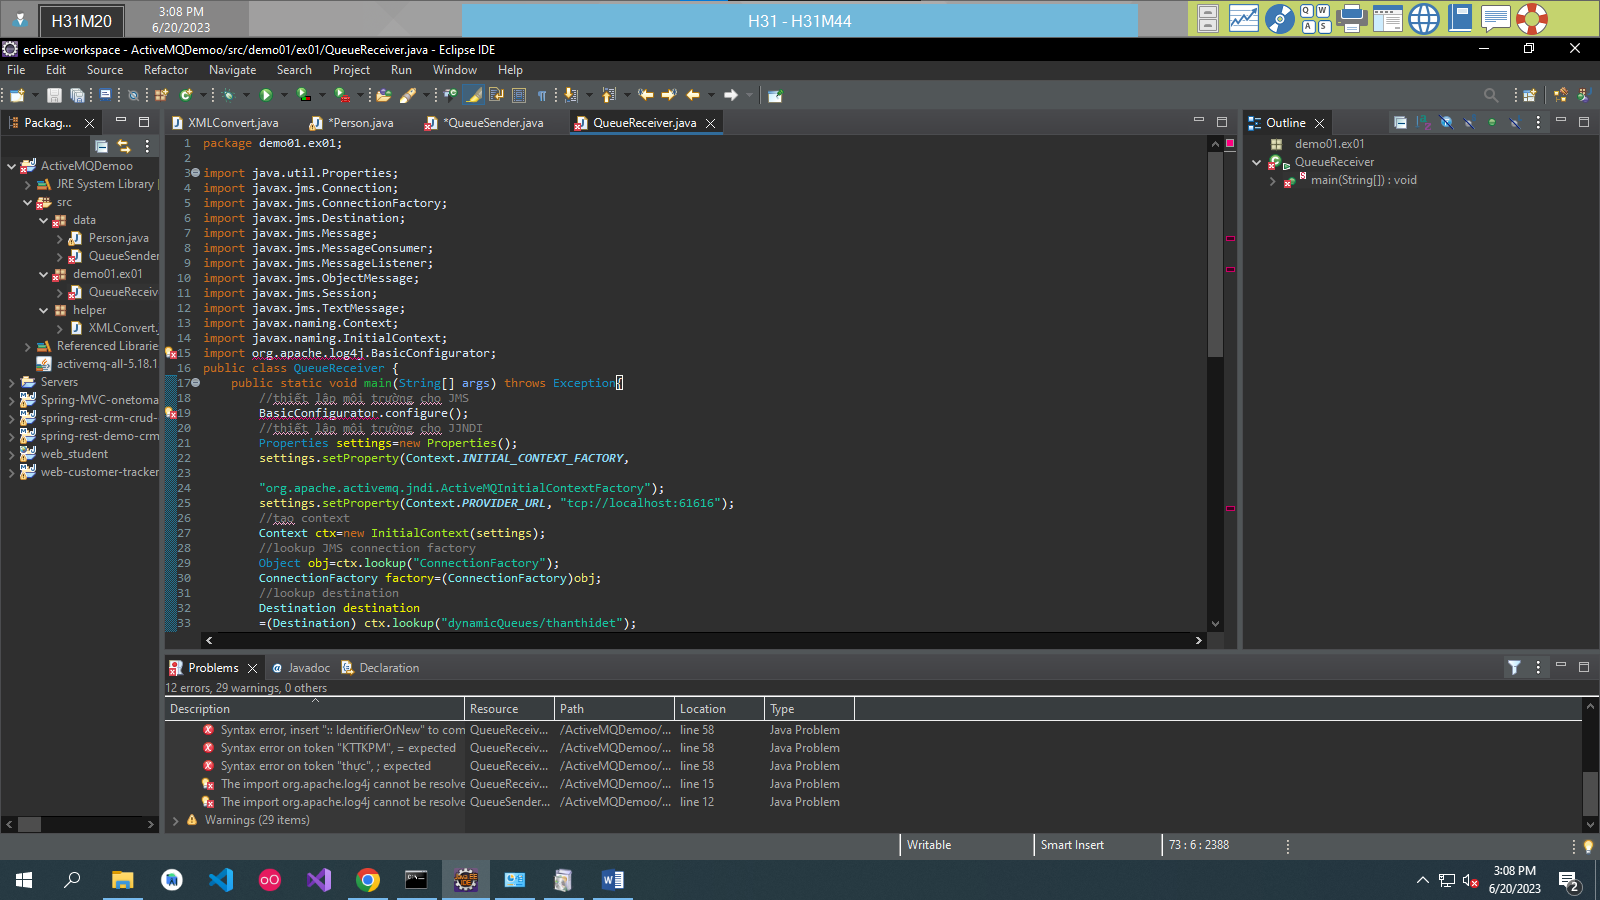 H31M20
3:08 PM
6/20/2023
H31 - H31M44
eclipse-workspace - ActiveMQDemoo/src/demo01/ex01/QueueReceiver.java - Eclipse IDE
File Edit Source Refactor Navigate Search Project Run Window Help
Packag...
XMLConvert.java
*Person.java
*QueueSender.java
QueueReceiver.java
Outline
ActiveMQDemoo
JRE System Library [
src
data
Person.java
QueueSender
demo01.ex01
QueueReceiv
helper
XMLConvert.
Referenced Librarie
activemq-all-5.18.1
Servers
Spring-MVC-onetoma
spring-rest-crm-crud-
spring-rest-demo-crm
web_student
web-customer-tracker
1 package demo01.ex01;
2
3 import java.util.Properties;
4 import javax.jms.Connection;
5 import javax.jms.ConnectionFactory;
6 import javax.jms.Destination;
7 import javax.jms.Message;
8 import javax.jms.MessageConsumer;
9 import javax.jms.MessageListener;
10 import javax.jms.ObjectMessage;
11 import javax.jms.Session;
12 import javax.jms.TextMessage;
13 import javax.naming.Context;
14 import javax.naming.InitialContext;
15 import org.apache.log4j.BasicConfigurator;
16 public class QueueReceiver {
17 public static void main(String[] args) throws Exception{
18 //thiết lập môi trường cho JMS
19 BasicConfigurator.configure();
20 //thiết lập môi trường cho JJNDI
21 Properties settings=new Properties();
22 settings.setProperty(Context.INITIAL_CONTEXT_FACTORY,
23
24 "org.apache.activemq.jndi.ActiveMQInitialContextFactory");
25 settings.setProperty(Context.PROVIDER_URL, "tcp://localhost:61616");
26 //tạo context
27 Context ctx=new InitialContext(settings);
28 //lookup JMS connection factory
29 Object obj=ctx.lookup("ConnectionFactory");
30 ConnectionFactory factory=(ConnectionFactory)obj;
31 //lookup destination
32 Destination destination
33 =(Destination) ctx.lookup("dynamicQueues/thanthidet");
demo01.ex01
QueueReceiver
main(String[]) : void
Problems Javadoc Declaration
12 errors, 29 warnings, 0 others
Description Resource Path Location Type
Syntax error, insert ":: IdentifierOrNew" to com QueueReceiv... /ActiveMQDemoo/... line 58 Java Problem
Syntax error on token "KTTKPM", = expected QueueReceiv... /ActiveMQDemoo/... line 58 Java Problem
Syntax error on token "thực", ; expected QueueReceiv... /ActiveMQDemoo/... line 58 Java Problem
The import org.apache.log4j cannot be resolve QueueReceiv... /ActiveMQDemoo/... line 15 Java Problem
The import org.apache.log4j cannot be resolve QueueSender... /ActiveMQDemoo/... line 12 Java Problem
Warnings (29 items)
Writable Smart Insert 73 : 6 : 2388
3:08 PM
6/20/2023
2